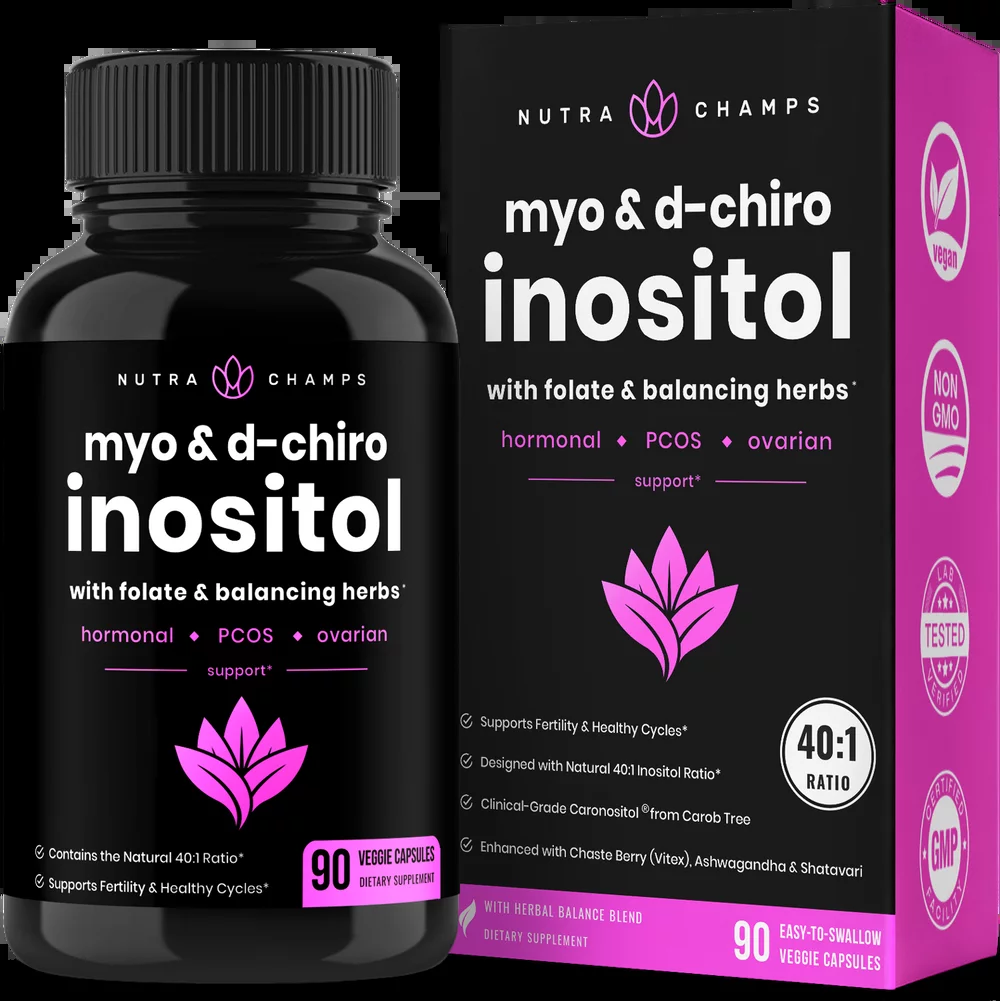 NUTRA CHAMPS
myo & d-chiro
inositol
with folate & balancing herbs*
hormonal ◆ PCOS ◆ ovarian
support*
✓ Contains the Natural 40:1 Ratio*
✓ Supports Fertility & Healthy Cycles*
90 VEGGIE CAPSULES
DIETARY SUPPLEMENT
NUTRA CHAMPS
myo & d-chiro
inositol
with folate & balancing herbs*
hormonal ◆ PCOS ◆ ovarian
support*
✓ Supports Fertility & Healthy Cycles*
✓ Designed with Natural 40:1 Inositol Ratio*
✓ Clinical-Grade Caronositol ® from Carob Tree
✓ Enhanced with Chaste Berry (Vitex), Ashwagandha & Shatavari
40:1
RATIO
WITH HERBAL BALANCE BLEND
DIETARY SUPPLEMENT
90 EASY-TO-SWALLOW
VEGGIE CAPSULES
vegan
NON
GMO
LAB
TESTED
VERIFIED
CERTIFIED
GMP
FACILITY